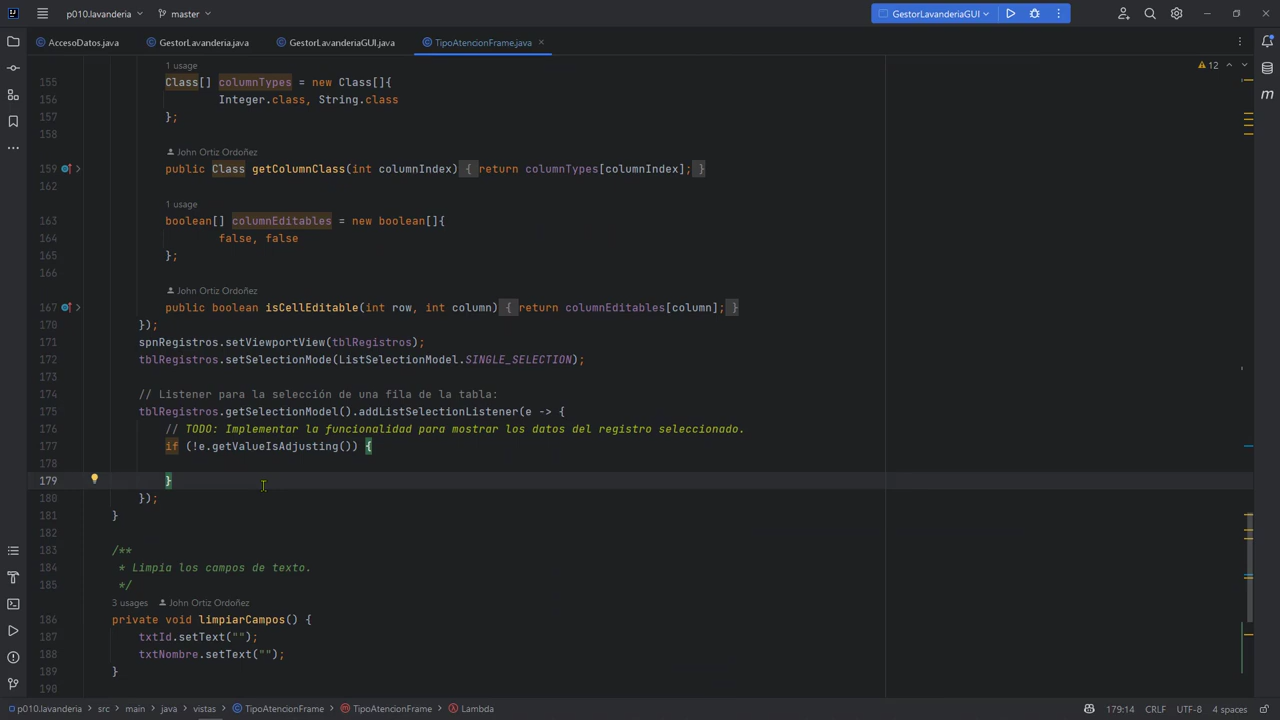 p010.lavanderia
master
GestorLavanderiaGUI
AccesoDatos.java
GestorLavanderia.java
GestorLavanderiaGUI.java
TipoAtencionFrame.java
12
1 usage
155 Class[] columnTypes = new Class[]{
156 Integer.class, String.class
157 };
158
John Ortiz Ordoñez
159 public Class getColumnClass(int columnIndex) { return columnTypes[columnIndex]; }
162
1 usage
163 boolean[] columnEditables = new boolean[]{
164 false, false
165 };
166
John Ortiz Ordoñez
167 public boolean isCellEditable(int row, int column) { return columnEditables[column]; }
170 });
171 spnRegistros.setViewportView(tblRegistros);
172 tblRegistros.setSelectionMode(ListSelectionModel.SINGLE_SELECTION);
173
174 // Listener para la selección de una fila de la tabla:
175 tblRegistros.getSelectionModel().addListSelectionListener(e -> {
176 // TODO: Implementar la funcionalidad para mostrar los datos del registro seleccionado.
177 if (!e.getValueIsAdjusting()) {
178
179 }
180 });
181 }
182
183 /**
184 * Limpia los campos de texto.
185 */
3 usages John Ortiz Ordoñez
186 private void limpiarCampos() {
187 txtId.setText("");
188 txtNombre.setText("");
189 }
190
p010.lavanderia > src > main > java > vistas > TipoAtencionFrame > TipoAtencionFrame > Lambda
179:14 CRLF UTF-8 4 spaces